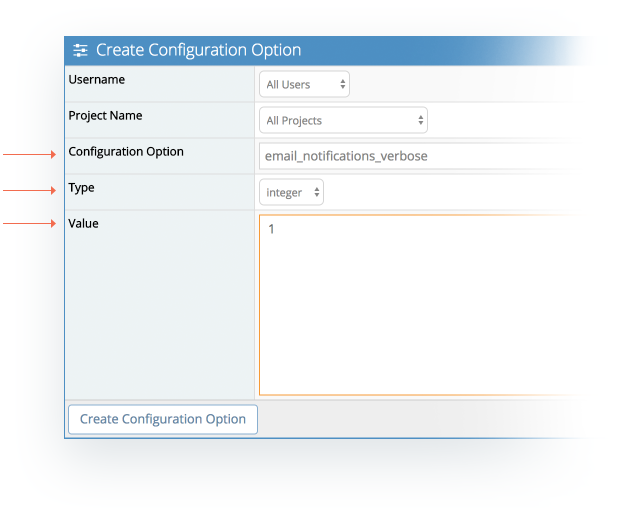 Create Configuration Option
Username
All Users
Project Name
All Projects
Configuration Option
email_notifications_verbose
Type
integer
Value
1
Create Configuration Option